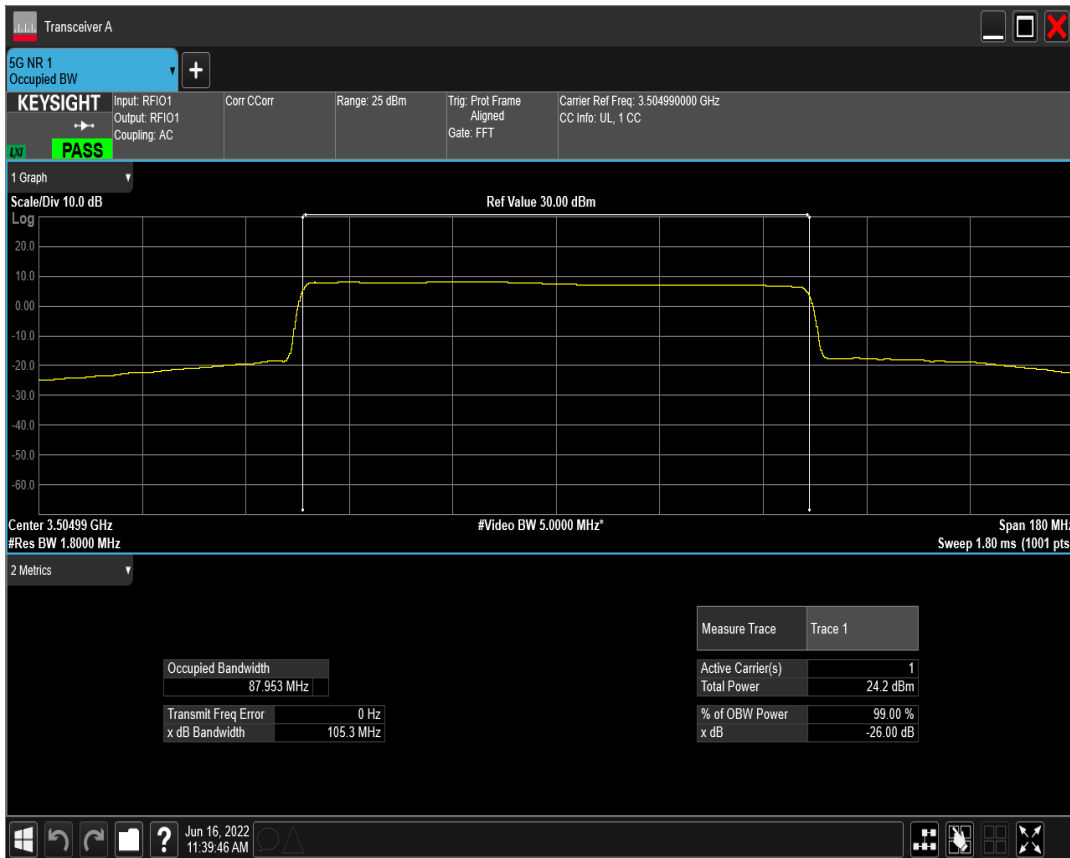 Transceiver A
5G NR 1
Occupied BW
+
KEYSIGHT
LXI
PASS
Input: RFIO1
Output: RFIO1
Coupling: AC
Corr CCorr
Range: 25 dBm
Trig: Prot Frame
Aligned
Gate: FFT
Carrier Ref Freq: 3.504990000 GHz
CC Info: UL, 1 CC
1 Graph
Scale/Div 10.0 dB
Ref Value 30.00 dBm
Log
20.0
10.0
0.00
-10.0
-20.0
-30.0
-40.0
-50.0
-60.0
Center 3.50499 GHz
#Video BW 5.0000 MHz*
Span 180 MHz
#Res BW 1.8000 MHz
Sweep 1.80 ms (1001 pts
2 Metrics
Measure Trace Trace 1
Occupied Bandwidth
87.953 MHz
Active Carrier(s) 1
Total Power 24.2 dBm
Transmit Freq Error 0 Hz
x dB Bandwidth 105.3 MHz
% of OBW Power 99.00 %
x dB -26.00 dB
?
Jun 16, 2022
11:39:46 AM